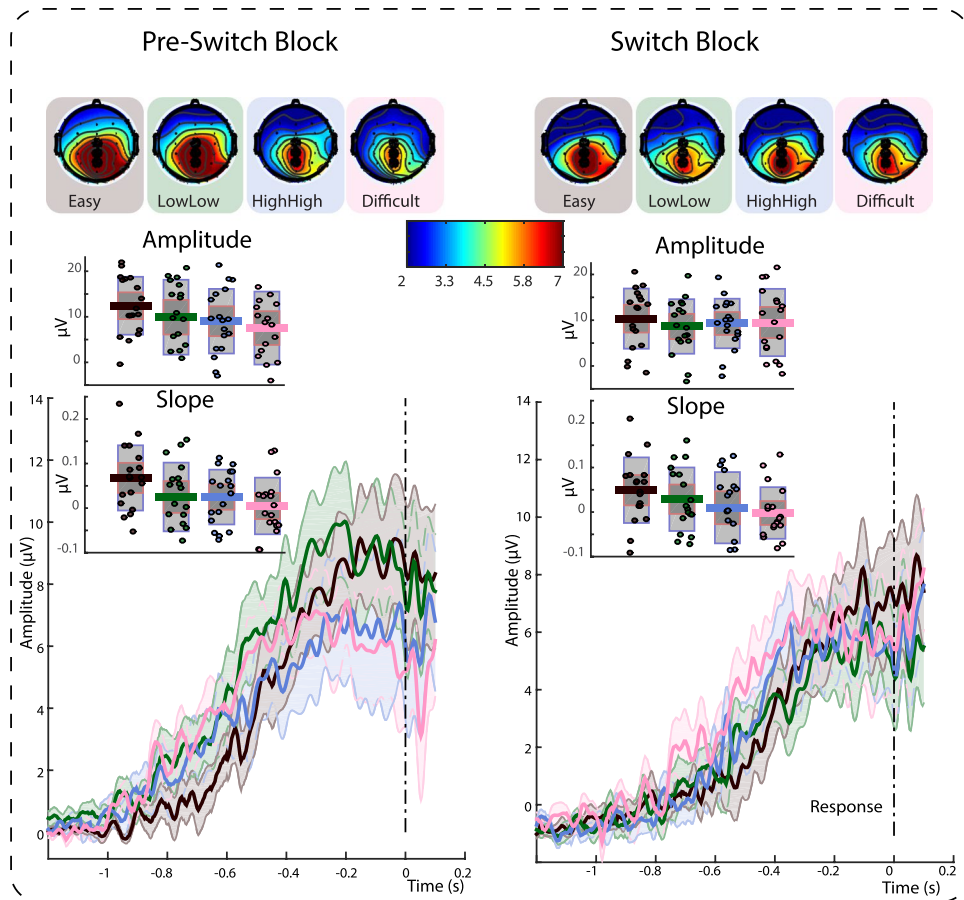 Pre-Switch Block
Switch Block
Easy LowLow HighHigh Difficult
Easy LowLow HighHigh Difficult
2 3.3 4.5 5.8 7
Amplitude
20
10
0
µV
Amplitude
20
10
0
µV
Slope
0.2
0.1
0
-0.1
µV
Slope
0.2
0.1
0
-0.1
µV
14
12
10
8
6
4
2
0
Amplitude (µV)
-1 -0.8 -0.6 -0.4 -0.2 0 0.2
Time (s)
14
12
10
8
6
4
2
0
Amplitude (µV)
Response
-1 -0.8 -0.6 -0.4 -0.2 0 0.2
Time (s)